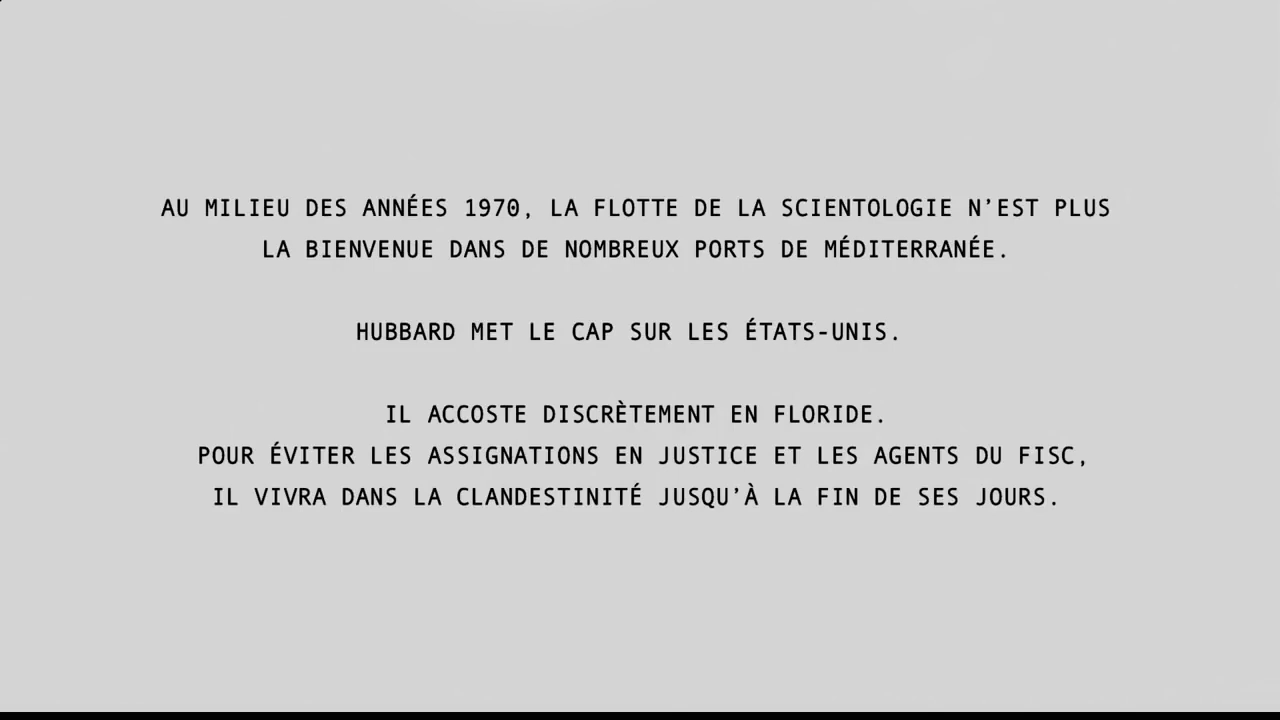 AU MILIEU DES ANNÉES 1970, LA FLOTTE DE LA SCIENTOLOGIE N'EST PLUS
LA BIENVENUE DANS DE NOMBREUX PORTS DE MÉDITERRANÉE.
HUBBARD MET LE CAP SUR LES ÉTATS-UNIS.
IL ACCOSTE DISCRÈTEMENT EN FLORIDE.
POUR ÉVITER LES ASSIGNATIONS EN JUSTICE ET LES AGENTS DU FISC,
IL VIVRA DANS LA CLANDESTINITÉ JUSQU'À LA FIN DE SES JOURS.